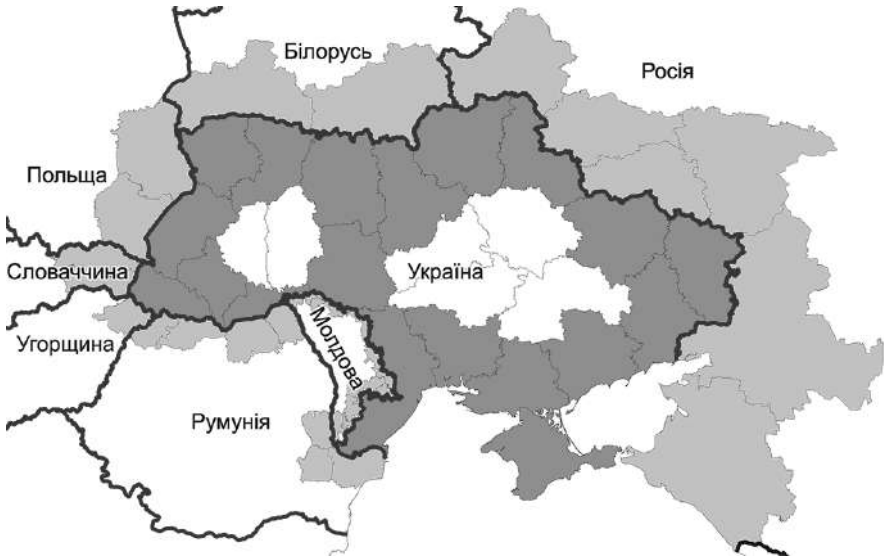 Білорусь
Росія
Польща
Словаччина
Україна
Угорщина
Молдова
Румунія